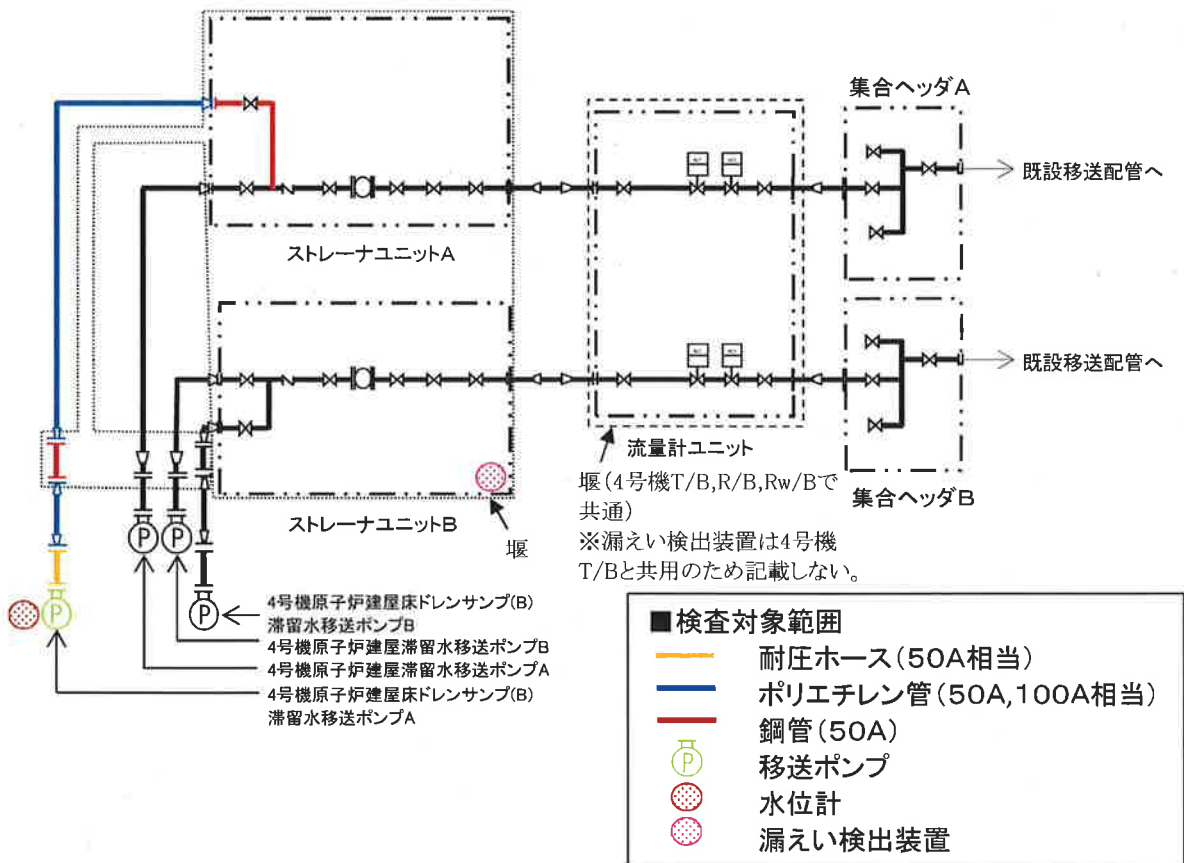 集合ヘッダA
既設移送配管へ
ストレーナユニットA
集合ヘッダB
既設移送配管へ
ストレーナユニットB
堰
流量計ユニット
堰(4号機T/B,R/B,Rw/Bで
共通)
※漏えい検出装置は4号機
T/Bと共用のため記載しない。
P
P
P
P
4号機原子炉建屋床ドレンサンプ(B)
滞留水移送ポンプB
4号機原子炉建屋滞留水移送ポンプB
4号機原子炉建屋滞留水移送ポンプA
4号機原子炉建屋床ドレンサンプ(B)
滞留水移送ポンプA
■検査対象範囲
耐圧ホース(50A相当)
ポリエチレン管(50A,100A相当)
鋼管(50A)
P 移送ポンプ
水位計
漏えい検出装置